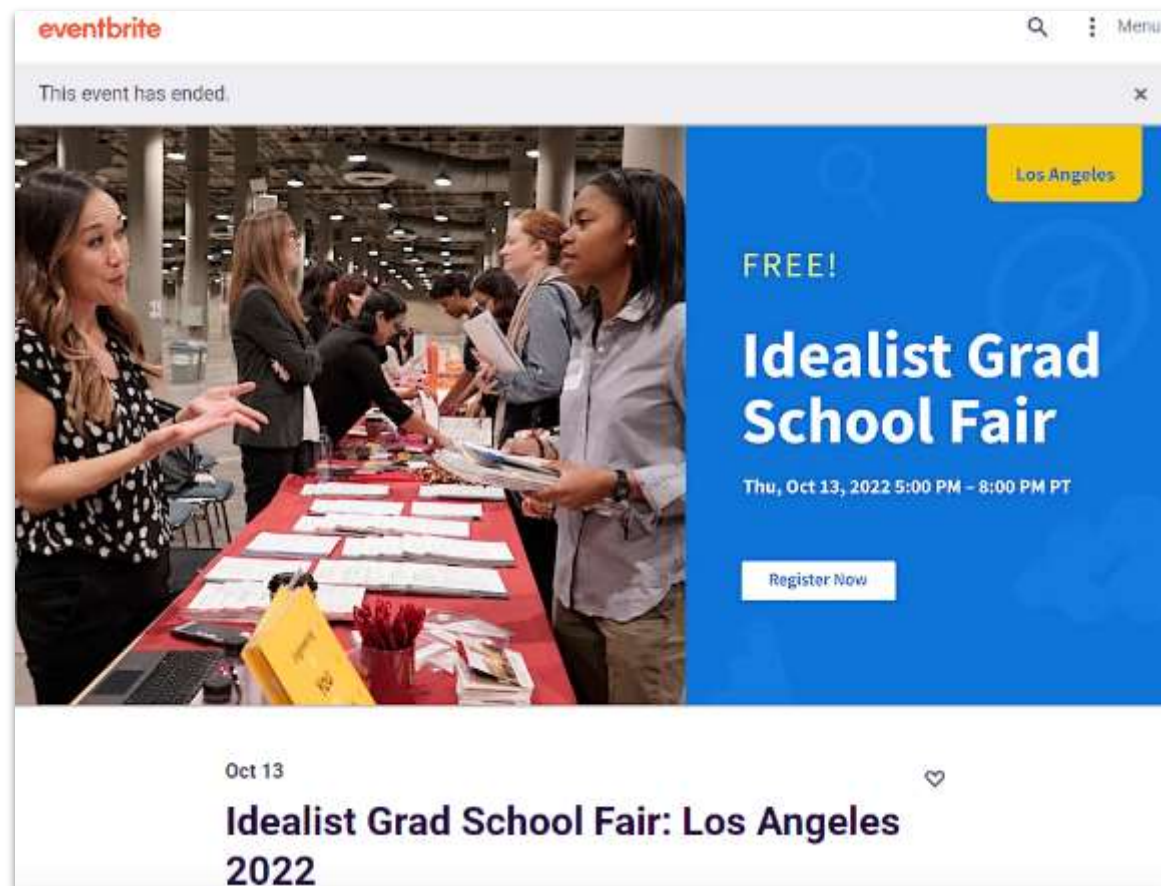 eventbrite
Menu
This event has ended.
Los Angeles
FREE!
Idealist Grad
School Fair
Thu, Oct 13, 2022 5:00 PM – 8:00 PM PT
Register Now
Oct 13
Idealist Grad School Fair: Los Angeles
2022